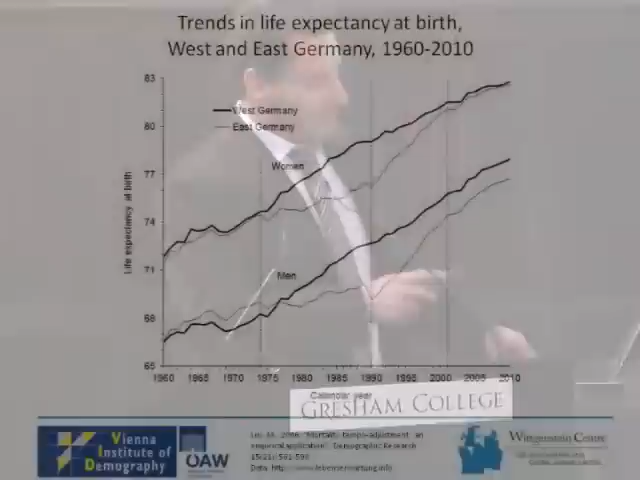 Trends in life expectancy at birth,
West and East Germany, 1960-2010
83
80
77
74
71
68
65
Life expectancy at birth
West Germany
East Germany
Women
Men
1960 1965 1970 1975 1980 1985 1990 1995 2000 2005 2010
Calendar year
GRESHAM COLLEGE
Vienna
Institute of
Demography
ÖAW
Wittgenstein Centre
Demographic Research